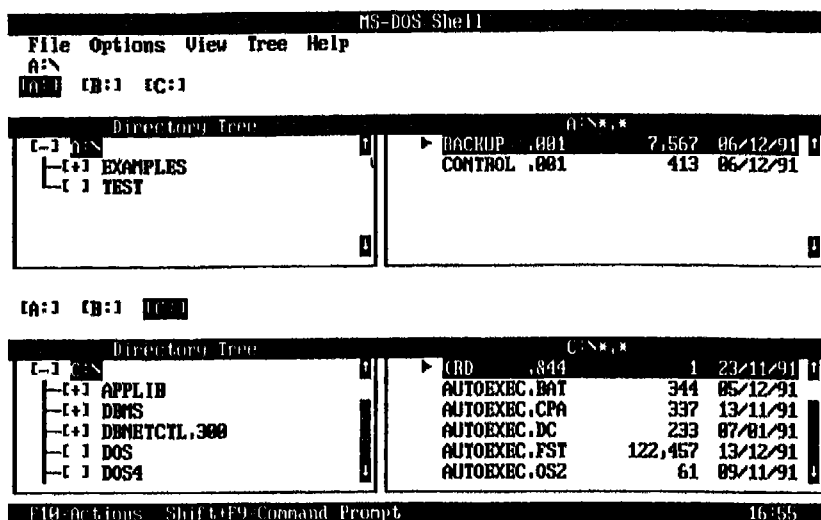 MS-DOS Shell
File Options View Tree Help
A:\
[A:] [B:] [C:]
Directory Tree A:\*.*
[-] A:\ BACKUP .001 7,567 06/12/91
[+] EXAMPLES CONTROL .001 413 06/12/91
[ ] TEST
[A:] [B:] [C:]
Directory Tree C:\*.*
[-] C:\ CRD .844 1 23/11/91
[+] APPLIB AUTOEXEC.BAT 344 05/12/91
[+] DBMS AUTOEXEC.CPA 337 13/11/91
[+] DBNETCTL.300 AUTOEXEC.DC 233 07/01/91
[ ] DOS AUTOEXEC.FST 122,457 13/12/91
[ ] DOS4 AUTOEXEC.OS2 61 09/11/91
F10=Actions Shift+F9=Command Prompt 16:55